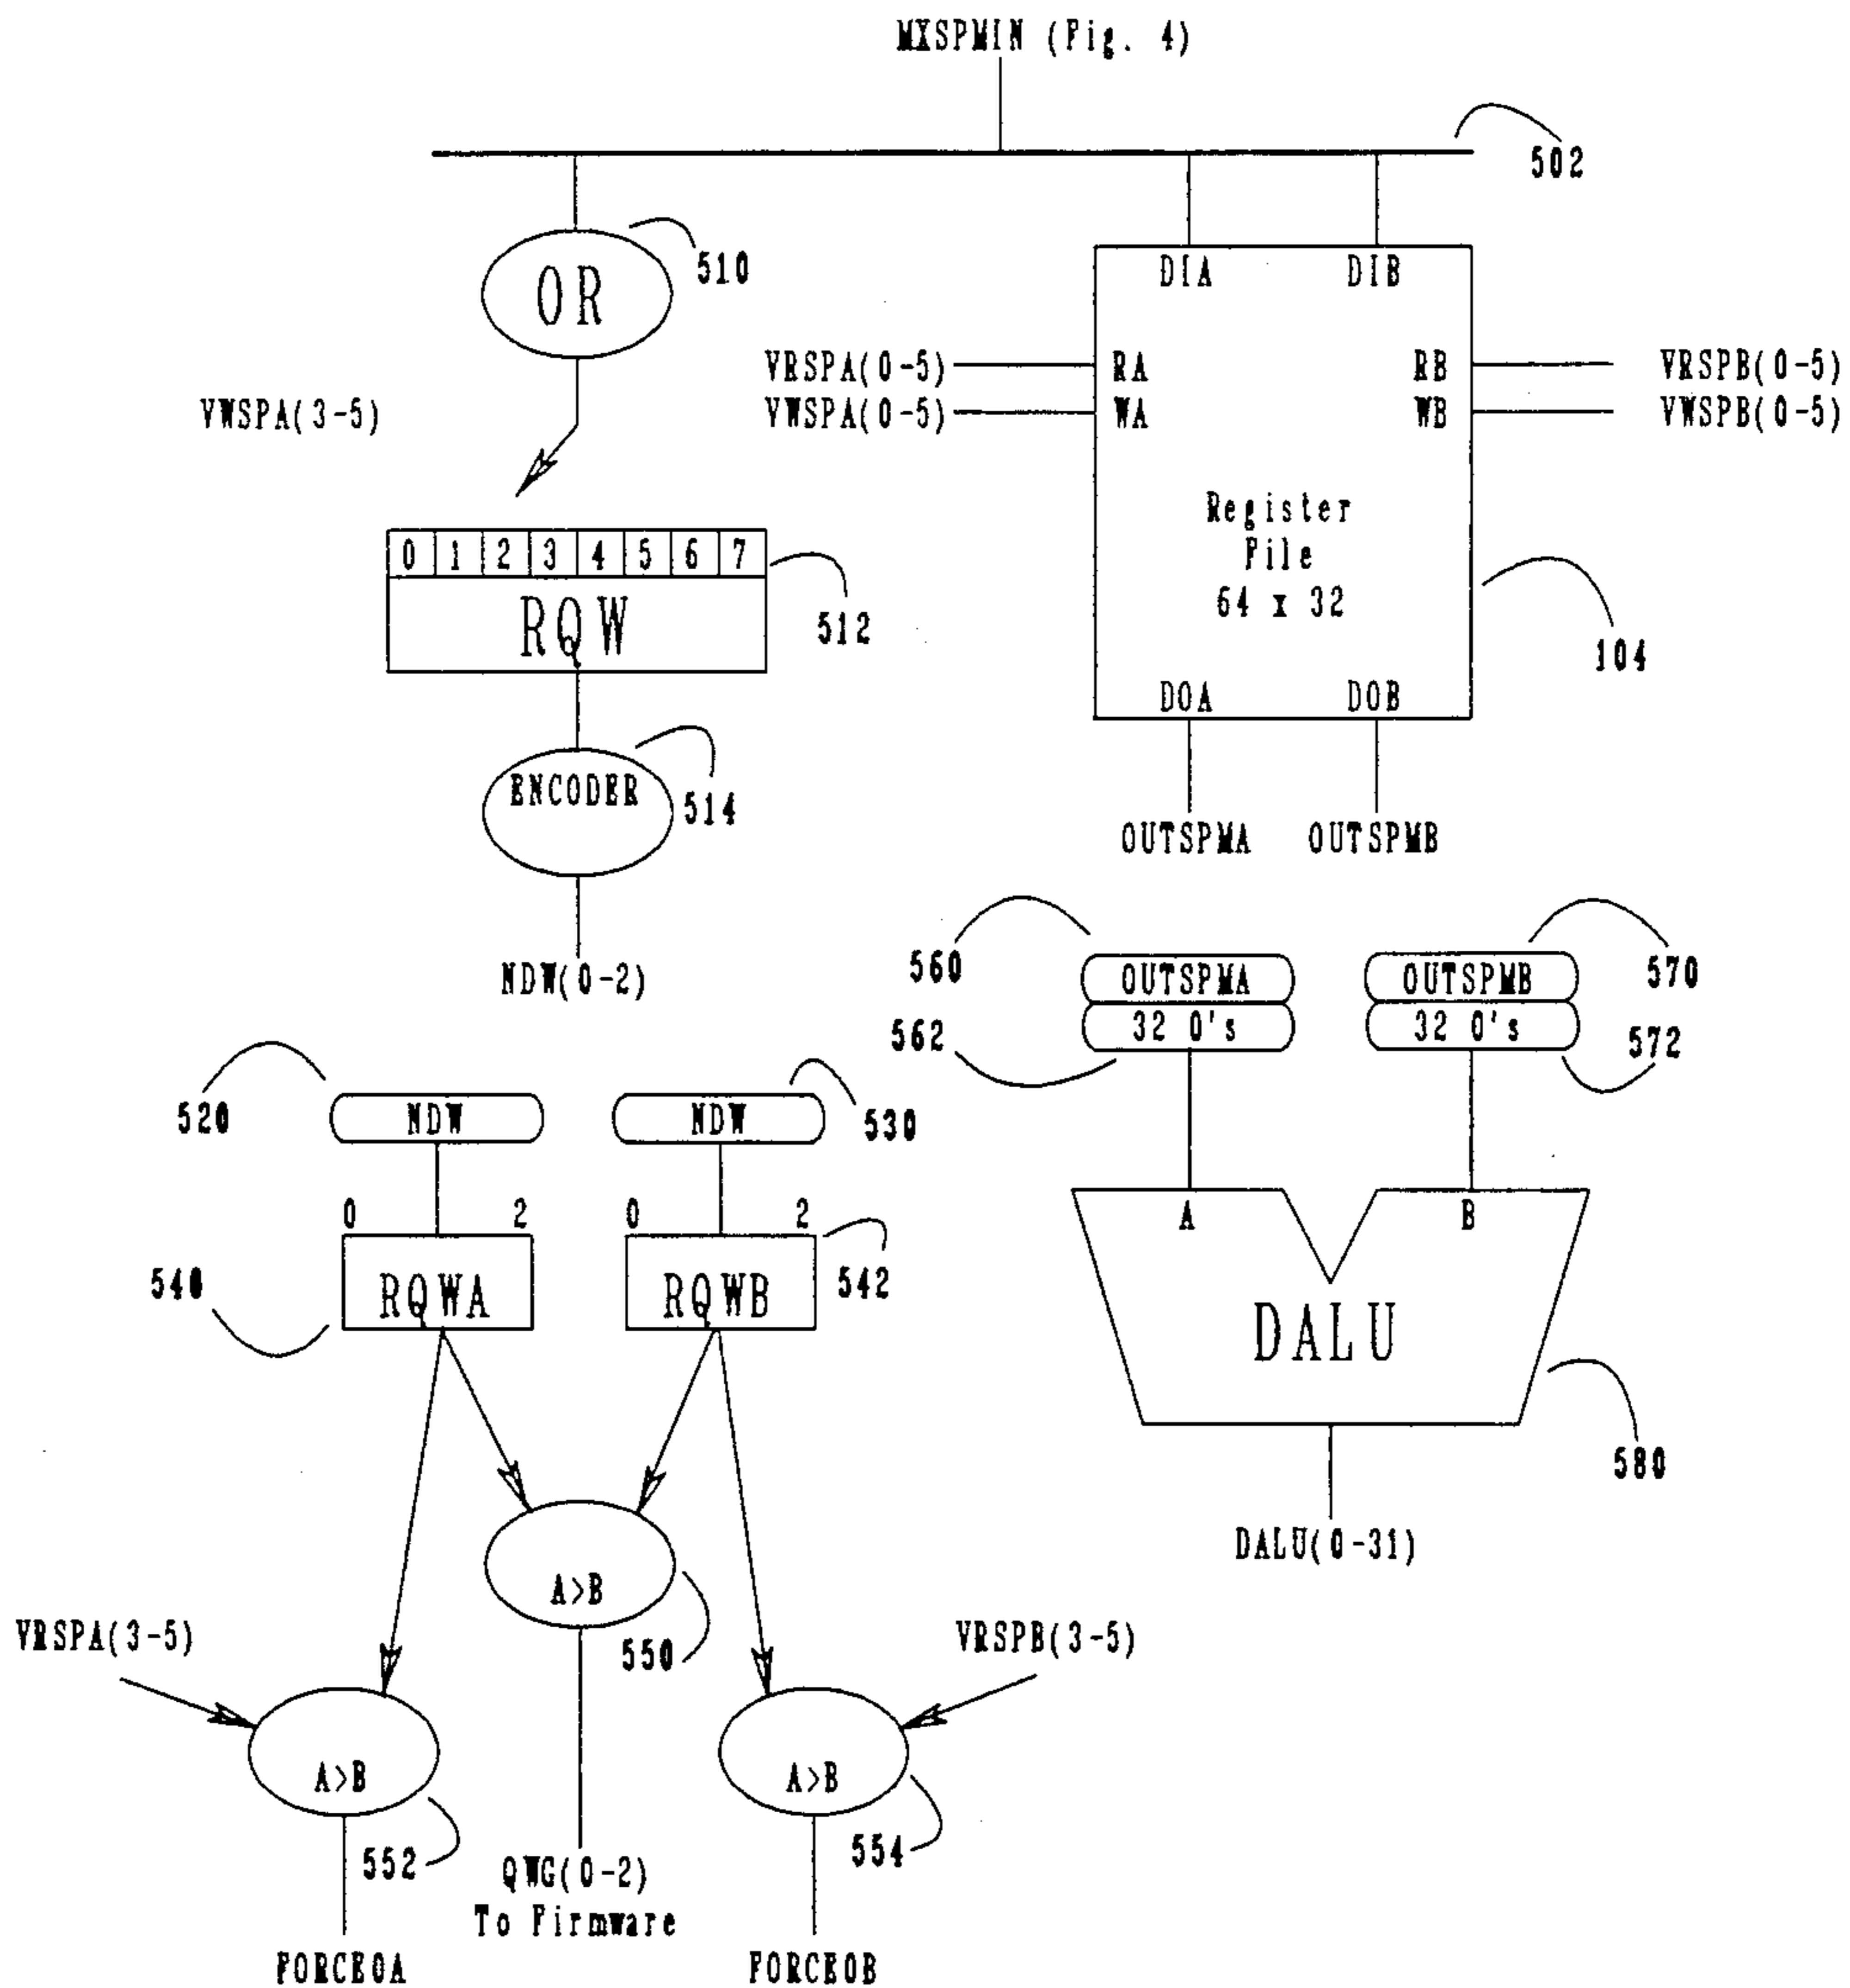 MXSPMIN (Fig. 4)
502
OR
510
DIA DIB
VRSPA(0-5) RA RB VRSPB(0-5)
VWSPA(0-5) WA WB VWSPB(0-5)
VWSPA(3-5)
Register
File
64 x 32
104
0 1 2 3 4 5 6 7
RQW
512
DOA DOB
ENCODER
514
OUTSPMA OUTSPMB
NDW(0-2)
560 OUTSPMA OUTSPMB 570
562 32 0's 32 0's 572
520 NDW NDW 530
0 2 0 2
540 RQWA RQWB 542
A B
DALU
580
DALU(0-31)
A>B
550
VRSPA(3-5) VRSPB(3-5)
A>B A>B
552 554
QWG(0-2)
To Firmware
FORCE0A FORCE0B